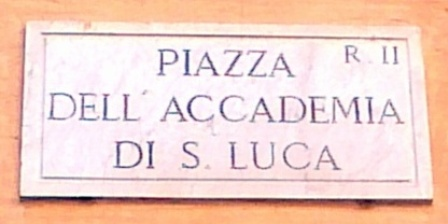 PIAZZA R. II
DELL' ACCADEMIA
DI S. LUCA